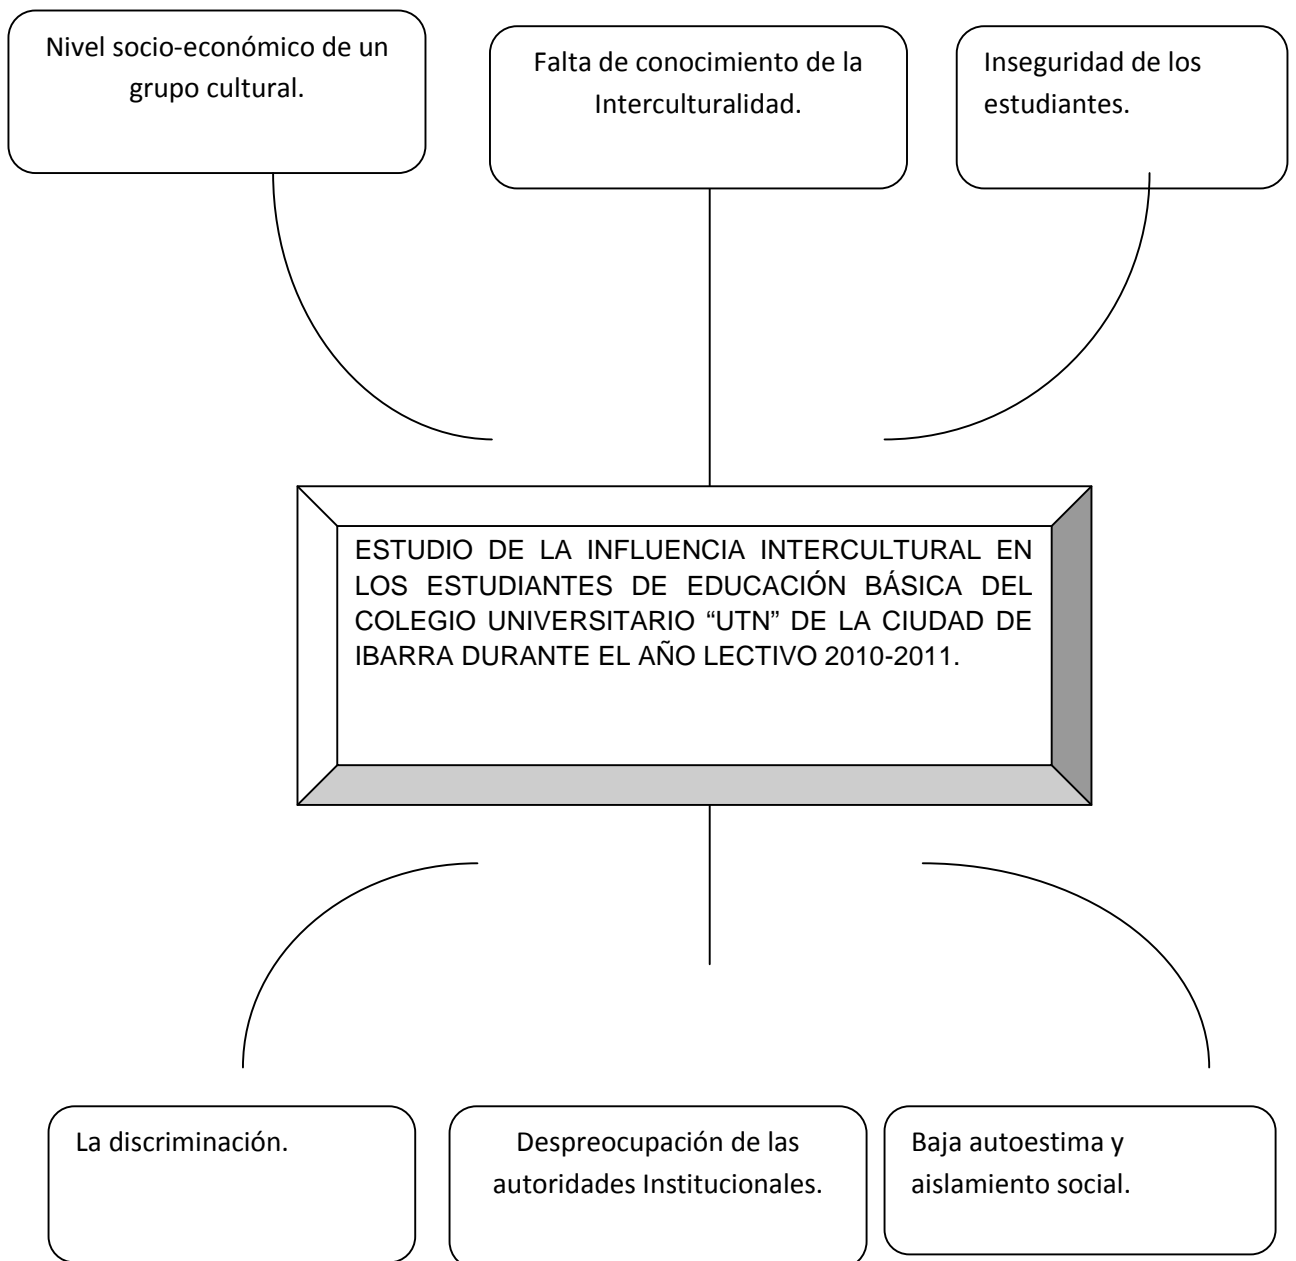 Nivel socio-económico de un
grupo cultural.
Falta de conocimiento de la
Interculturalidad.
Inseguridad de los
estudiantes.
ESTUDIO DE LA INFLUENCIA INTERCULTURAL EN
LOS ESTUDIANTES DE EDUCACIÓN BÁSICA DEL
COLEGIO UNIVERSITARIO “UTN” DE LA CIUDAD DE
IBARRA DURANTE EL AÑO LECTIVO 2010-2011.
La discriminación.
Despreocupación de las
autoridades Institucionales.
Baja autoestima y
aislamiento social.